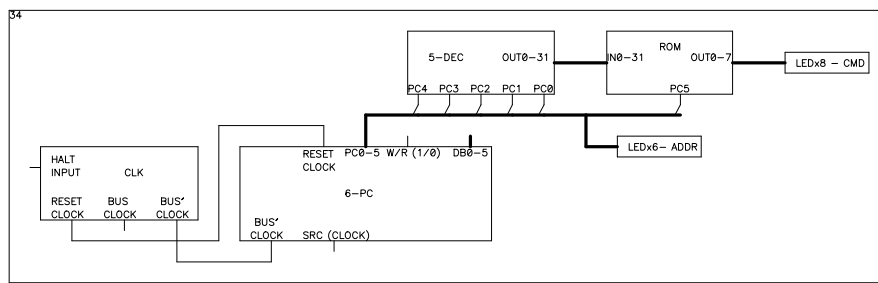 34
5-DEC OUT0-31
PC4 PC3 PC2 PC1 PC0
ROM
IN0-31 OUT0-7
PC5
LEDx8 - CMD
LEDx6- ADDR
HALT
INPUT CLK
RESET BUS BUS'
CLOCK CLOCK CLOCK
RESET PC0-5 W/R (1/0) DB0-5
CLOCK
6-PC
BUS'
CLOCK SRC (CLOCK)